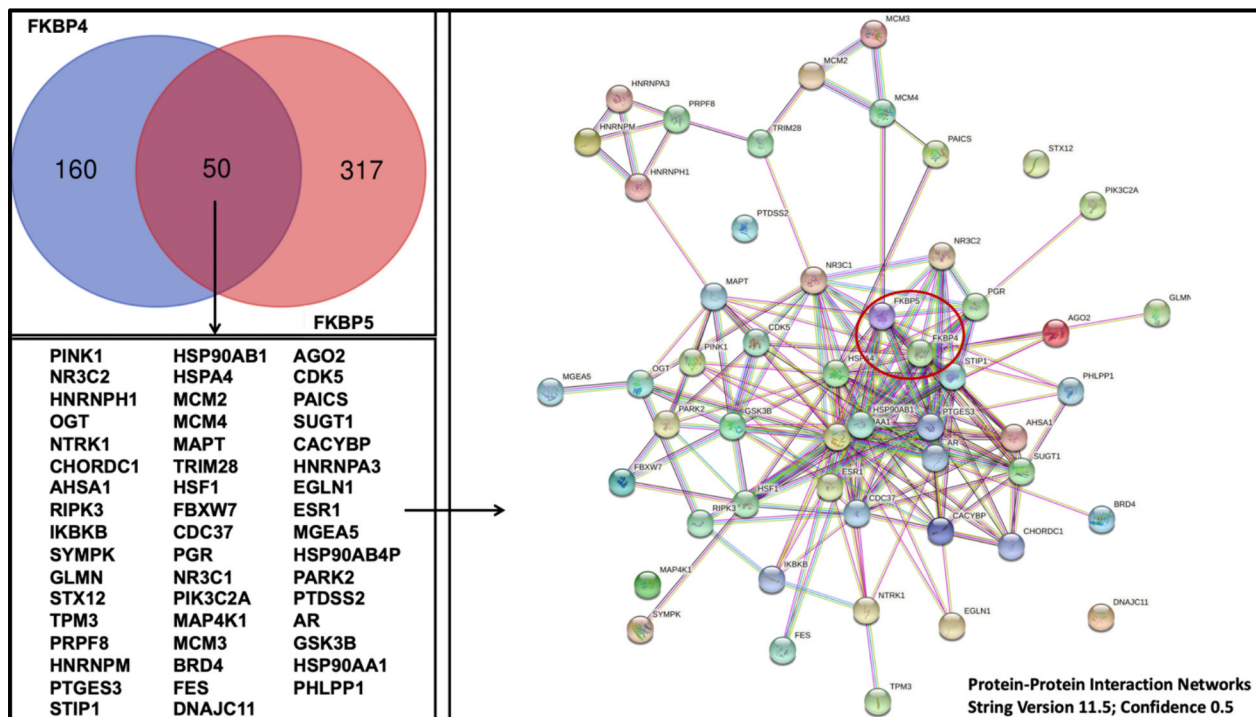 FKBP4
160
50
317
FKBP5
PINK1 HSP90AB1 AGO2
NR3C2 HSPA4 CDK5
HNRNPH1 MCM2 PAICS
OGT MCM4 SUGT1
NTRK1 MAPT CACYBP
CHORDC1 TRIM28 HNRNPA3
AHSA1 HSF1 EGLN1
RIPK3 FBXW7 ESR1
IKBKB CDC37 MGEA5
SYMPK PGR HSP90AB4P
GLMN NR3C1 PARK2
STX12 PIK3C2A PTDSS2
TPM3 MAP4K1 AR
PRPF8 MCM3 GSK3B
HNRNPM BRD4 HSP90AA1
PTGES3 FES PHLPP1
STIP1 DNAJC11
MCM3
MCM2
HNRNPA3
PRPF8
MCM4
HNRNPM
TRIM28
PAICS
STX12
HNRNPH1
PIK3C2A
PTDSS2
NR3C2
NR3C1
MAPT
PGR
FKBP5
GLMN
AGO2
CDK5
FKBP4
PINK1
HSPA4
STIP1
MGEA5
OGT
PHLPP1
PARK2
GSK3B
HSP90AB1
PTGES3
AA1
AHSA1
AR
SUGT1
FBXW7
ESR1
HSF1
CDC37
RIPK3
CACYBP
BRD4
CHORDC1
IKBKB
MAP4K1
NTRK1
EGLN1
DNAJC11
SYMPK
FES
TPM3
Protein-Protein Interaction Networks
String Version 11.5; Confidence 0.5